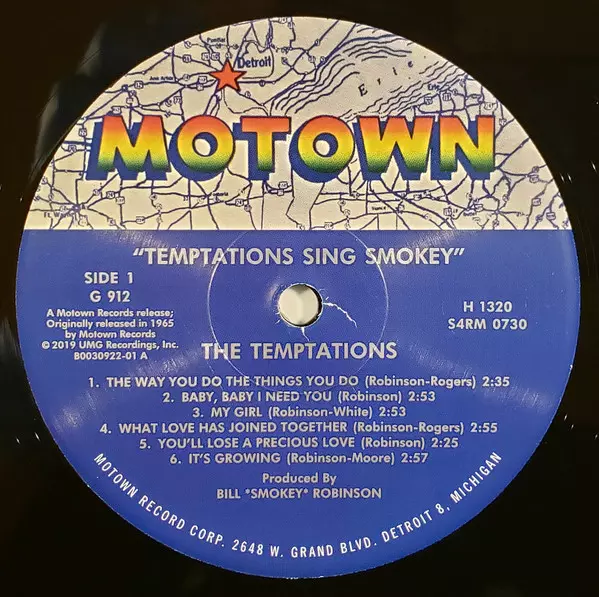 Pontiac
Detroit
Ann Arbor
Erie
Erie
MOTOWN
"TEMPTATIONS SING SMOKEY"
SIDE 1
G 912
A Motown Records release;
Originally released in 1965
by Motown Records
© 2019 UMG Recordings, Inc.
B0030922-01 A
H 1320
S4RM 0730
THE TEMPTATIONS
1. THE WAY YOU DO THE THINGS YOU DO (Robinson-Rogers) 2:35
2. BABY, BABY I NEED YOU (Robinson) 2:53
3. MY GIRL (Robinson-White) 2:53
4. WHAT LOVE HAS JOINED TOGETHER (Robinson-Rogers) 2:55
5. YOU'LL LOSE A PRECIOUS LOVE (Robinson) 2:25
6. IT'S GROWING (Robinson-Moore) 2:57
Produced By
BILL "SMOKEY" ROBINSON
MOTOWN RECORD CORP. 2648 W. GRAND BLVD. DETROIT 8, MICHIGAN